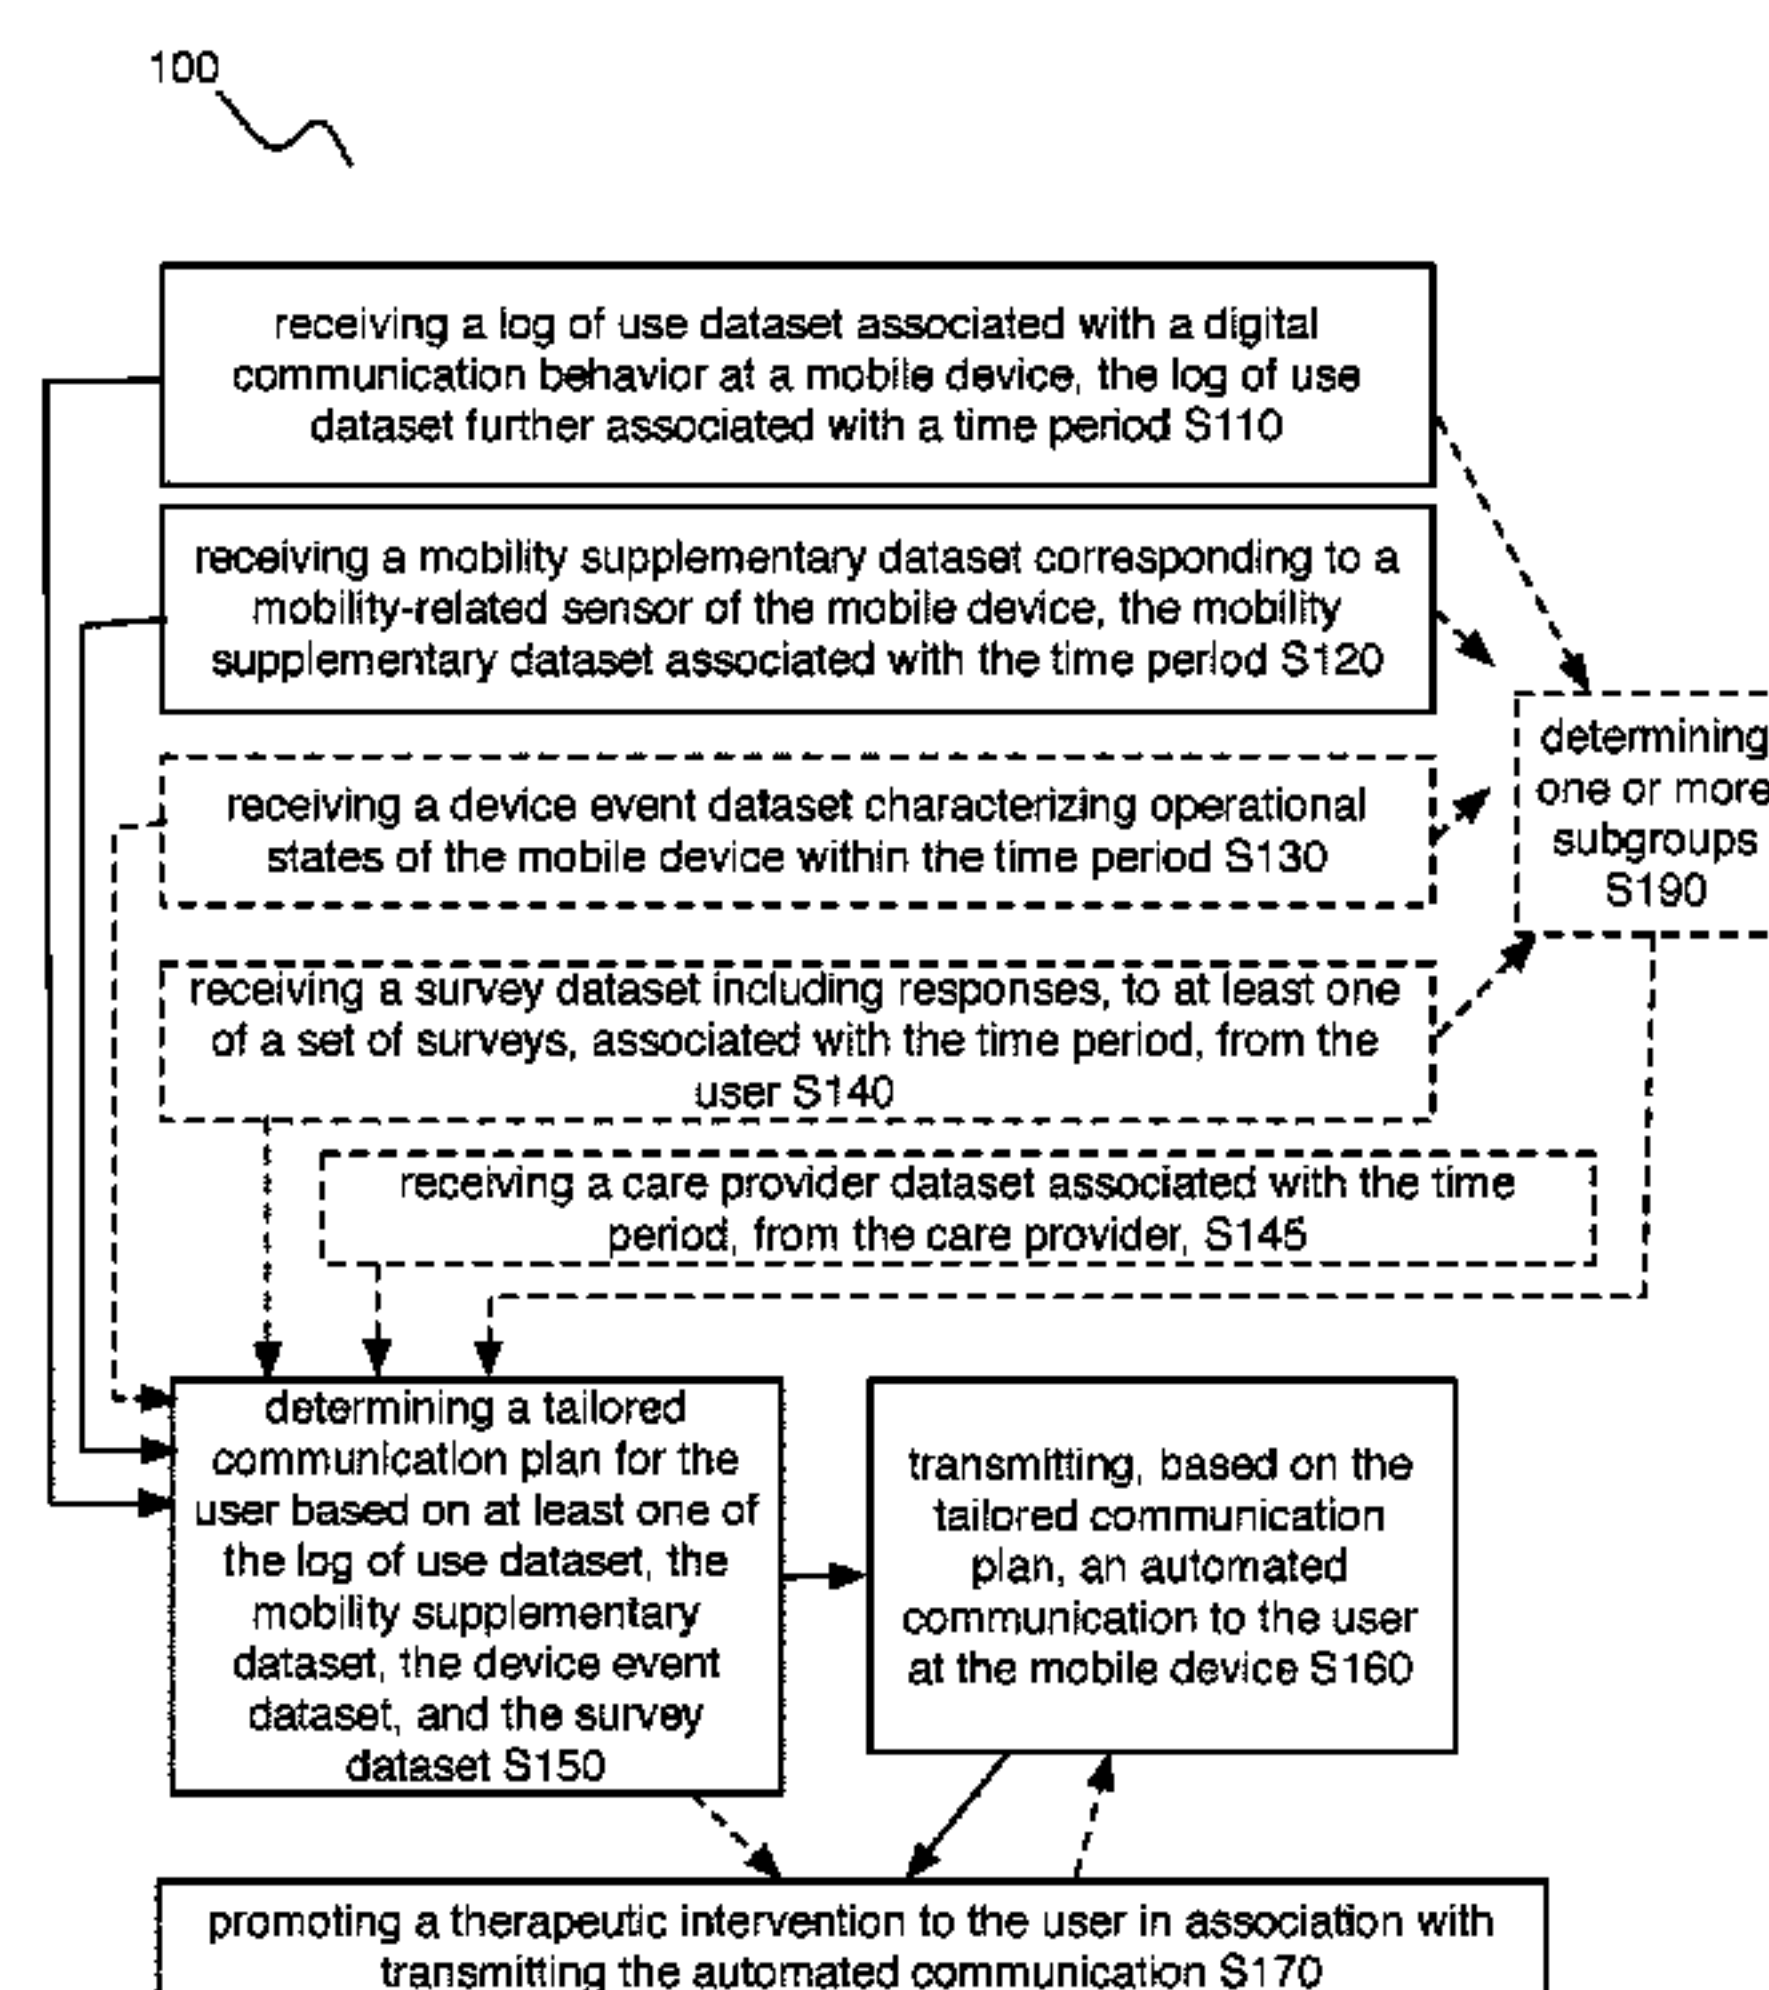 100
receiving a log of use dataset associated with a digital
communication behavior at a mobile device, the log of use
dataset further associated with a time period S110
receiving a mobility supplementary dataset corresponding to a
mobility-related sensor of the mobile device, the mobility
supplementary dataset associated with the time period S120
receiving a device event dataset characterizing operational
states of the mobile device within the time period S130
determining
one or more
subgroups
S190
receiving a survey dataset including responses, to at least one
of a set of surveys, associated with the time period, from the
user S140
receiving a care provider dataset associated with the time
period, from the care provider, S145
determining a tailored
communication plan for the
user based on at least one of
the log of use dataset, the
mobility supplementary
dataset, the device event
dataset, and the survey
dataset S150
transmitting, based on the
tailored communication
plan, an automated
communication to the user
at the mobile device S160
promoting a therapeutic intervention to the user in association with
transmitting the automated communication S170